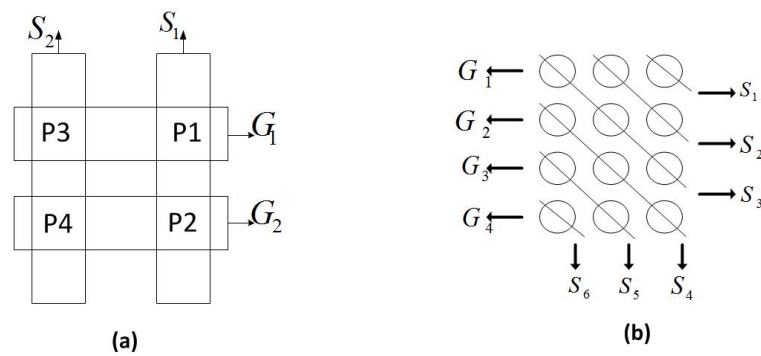 S₂ S₁
P3 P1 G₁
P4 P2 G₂
(a)
G₁
S₁
G₂
S₂
G₃
S₃
G₄
S₆ S₅ S₄
(b)